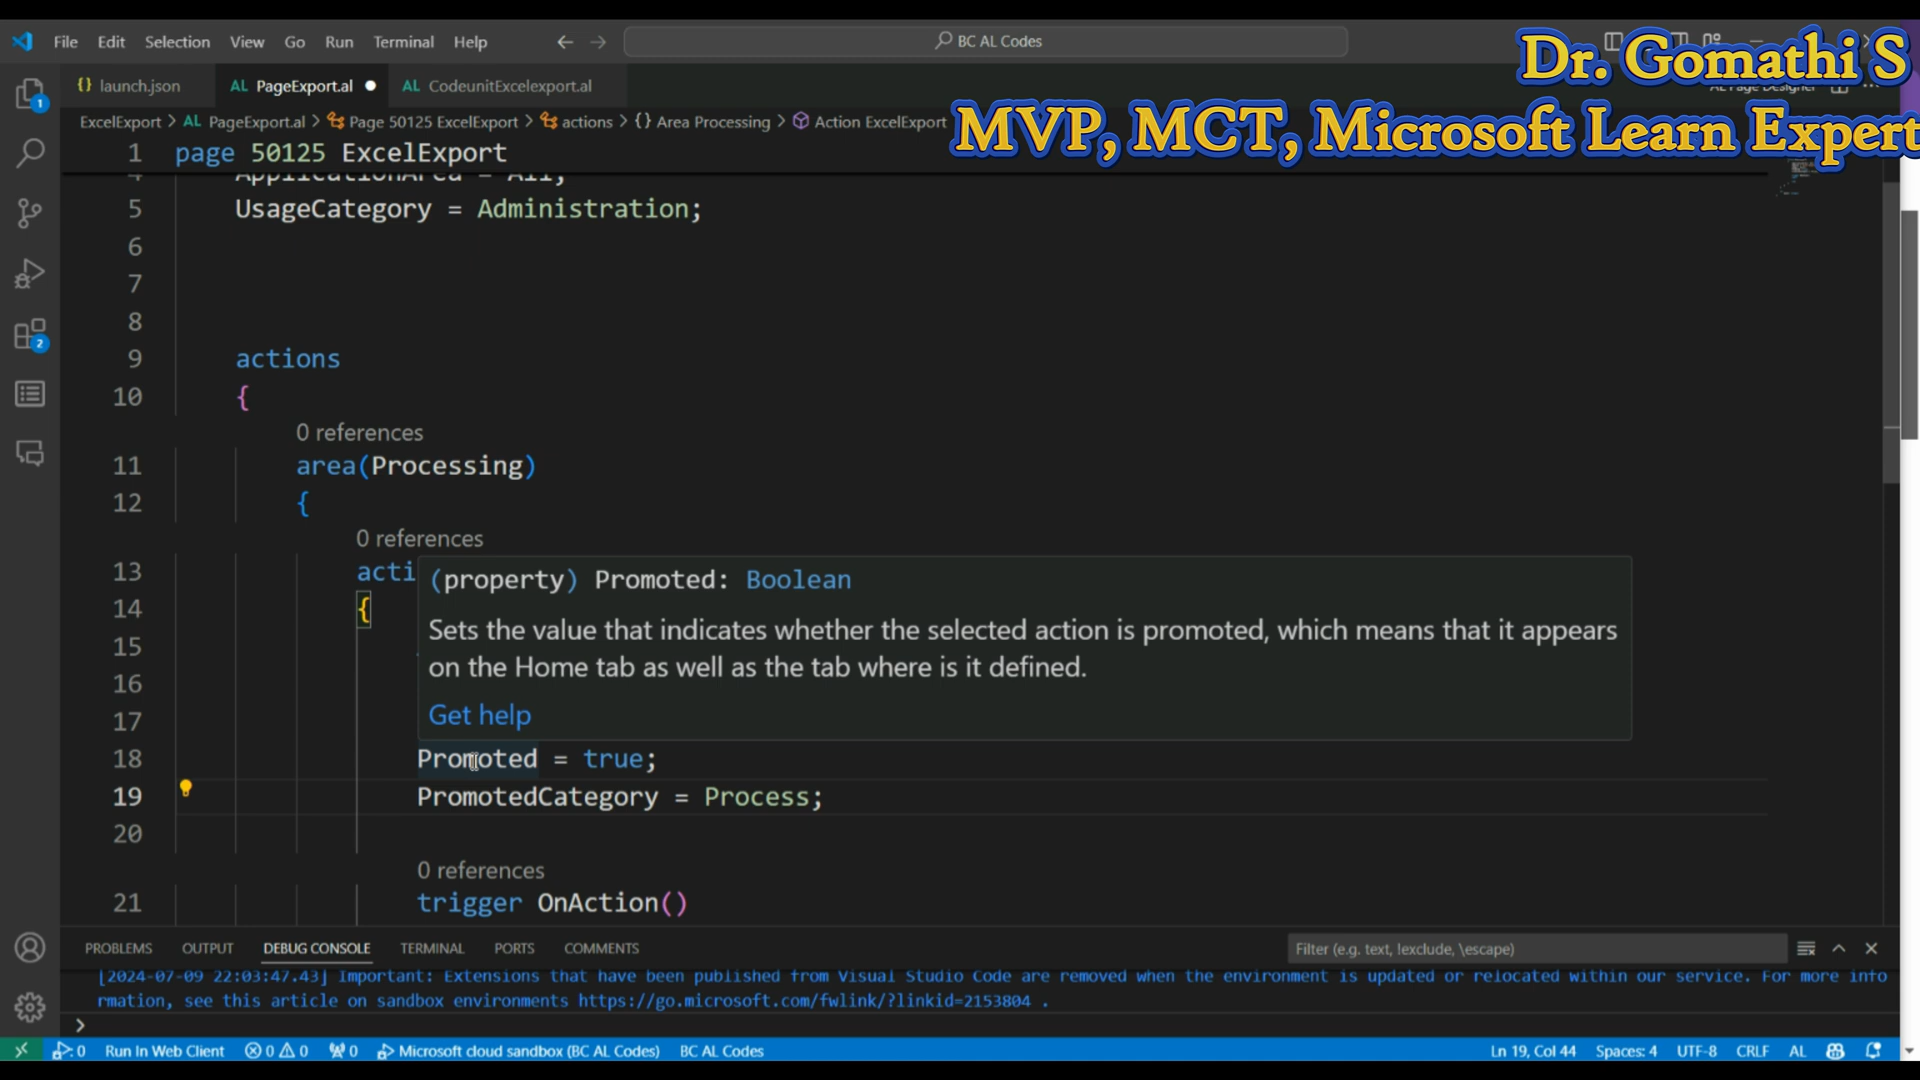 File Edit Selection View Go Run Terminal Help
BC AL Codes
Dr. Gomathi S
MVP, MCT, Microsoft Learn Expert
{} launch.json AL PageExport.al AL CodeunitExcelexport.al
ExcelExport > AL PageExport.al > Page 50125 ExcelExport > actions > {} Area Processing > Action ExcelExport
1 page 50125 ExcelExport
4 ApplicationArea = All;
5 UsageCategory = Administration;
6
7
8
9 actions
10 {
0 references
11 area(Processing)
12 {
0 references
13 acti
14 {
15
16
17
(property) Promoted: Boolean
Sets the value that indicates whether the selected action is promoted, which means that it appears
on the Home tab as well as the tab where is it defined.
Get help
18 Promoted = true;
19 PromotedCategory = Process;
20
0 references
21 trigger OnAction()
PROBLEMS OUTPUT DEBUG CONSOLE TERMINAL PORTS COMMENTS
Filter (e.g. text, !exclude, \escape)
[2024-07-09 22:03:47.43] Important: Extensions that have been published from Visual Studio Code are removed when the environment is updated or relocated within our service. For more info
rmation, see this article on sandbox environments https://go.microsoft.com/fwlink/?linkid=2153804 .
>
0 Run In Web Client 0 0 0 Microsoft cloud sandbox (BC AL Codes) BC AL Codes Ln 19, Col 44 Spaces: 4 UTF-8 CRLF AL
1
2